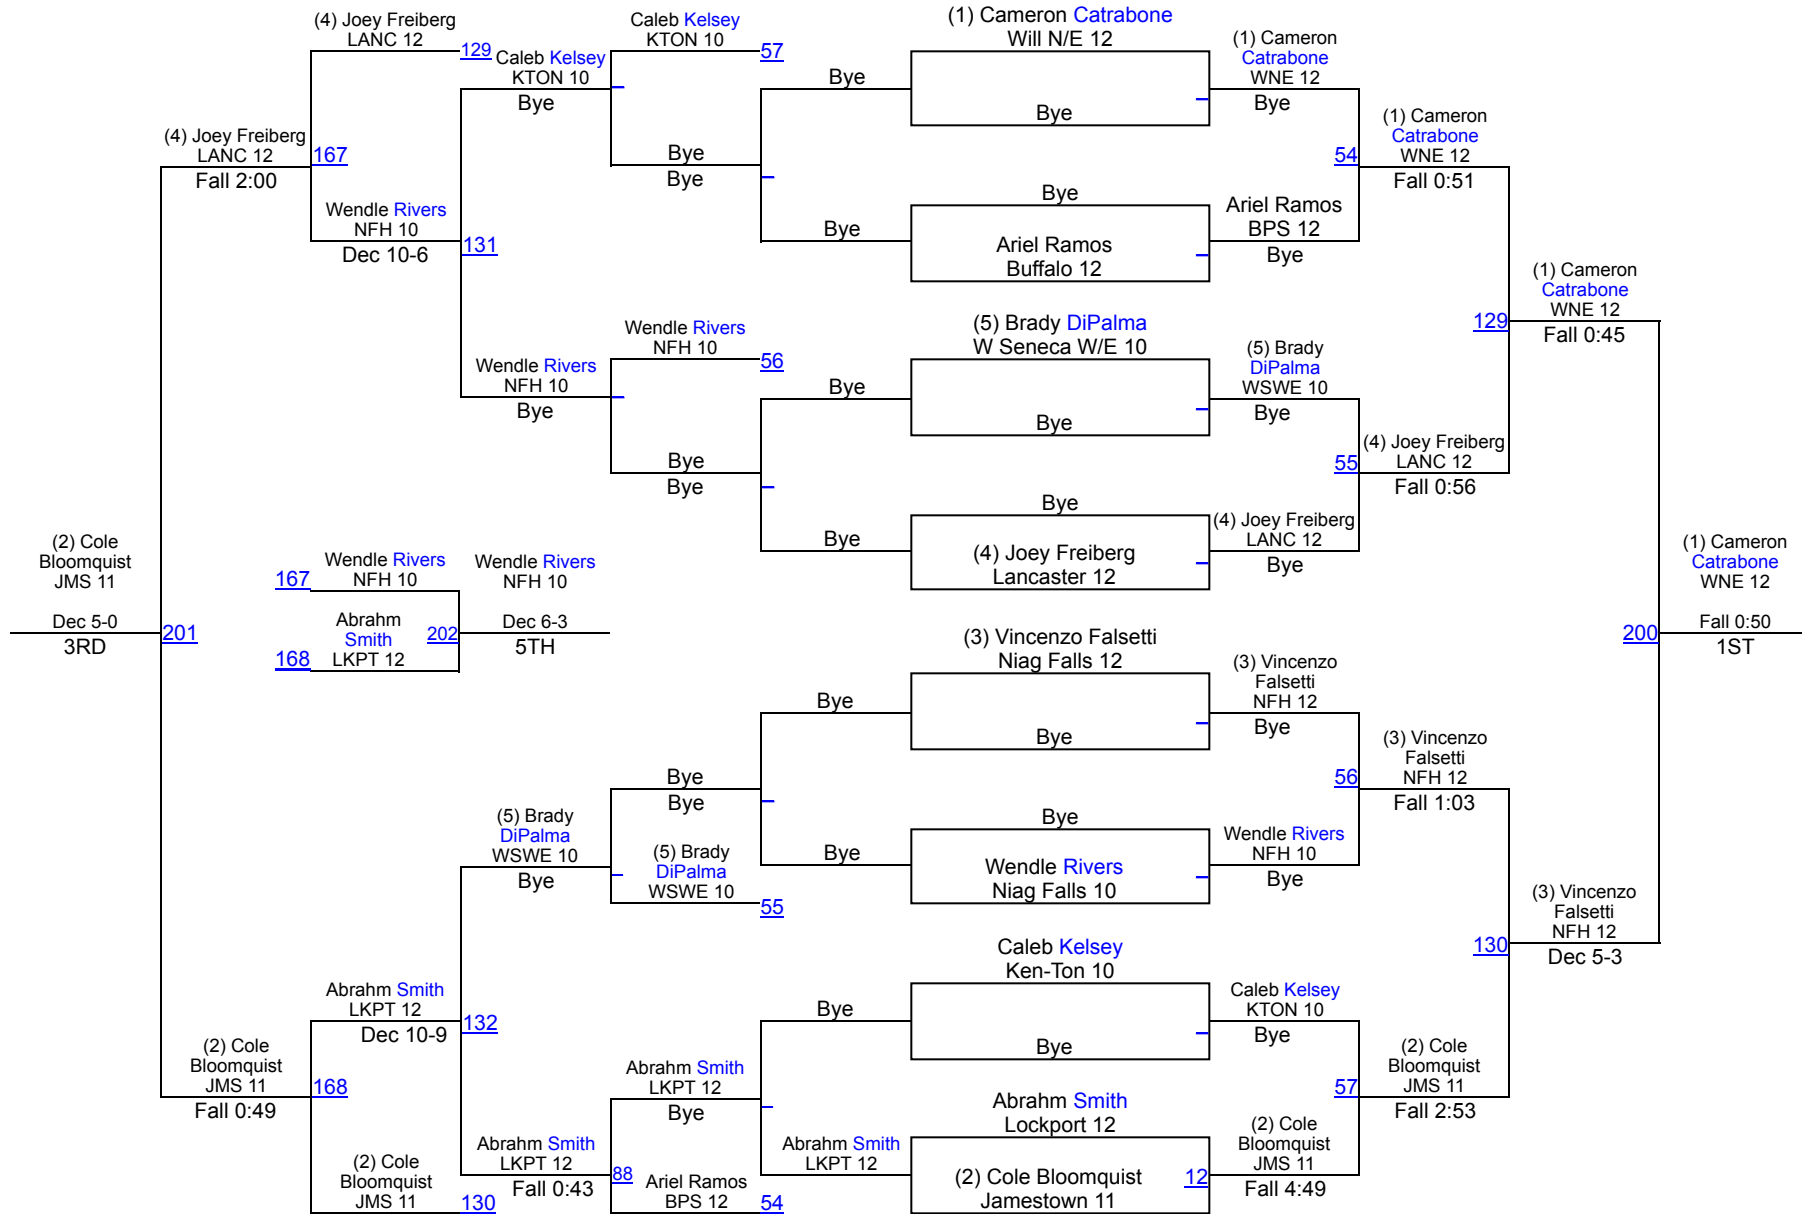 (4) Joey Freiberg
LANC 12
129
Caleb Kelsey
KTON 10
57
(1) Cameron Catrabone
Will N/E 12
Bye
Bye
(1) Cameron
Catrabone
WNE 12
Bye
Caleb Kelsey
KTON 10
Bye
(4) Joey Freiberg
LANC 12
Fall 2:00
167
Bye
Bye
54
(1) Cameron
Catrabone
WNE 12
Fall 0:51
Wendle Rivers
NFH 10
Dec 10-6
131
Bye
Bye
Ariel Ramos
Buffalo 12
Ariel Ramos
BPS 12
Bye
(1) Cameron
Catrabone
WNE 12
Fall 0:45
129
Wendle Rivers
NFH 10
56
(5) Brady DiPalma
W Seneca W/E 10
Bye
Bye
(5) Brady
DiPalma
WSWE 10
Bye
Wendle Rivers
NFH 10
Bye
Bye
Bye
55
(4) Joey Freiberg
LANC 12
Fall 0:56
Bye
Bye
(4) Joey Freiberg
Lancaster 12
(4) Joey Freiberg
LANC 12
Bye
(2) Cole
Bloomquist
JMS 11
Dec 5-0
3RD
201
Wendle Rivers
NFH 10
167
Abrahm
Smith
LKPT 12
168
202
Wendle Rivers
NFH 10
Dec 6-3
5TH
(1) Cameron
Catrabone
WNE 12
Fall 0:50
1ST
200
(3) Vincenzo Falsetti
Niag Falls 12
Bye
Bye
(3) Vincenzo
Falsetti
NFH 12
Bye
Bye
Bye
56
(3) Vincenzo
Falsetti
NFH 12
Fall 1:03
(5) Brady
DiPalma
WSWE 10
Bye
(5) Brady
DiPalma
WSWE 10
55
Bye
Bye
Wendle Rivers
Niag Falls 10
Wendle Rivers
NFH 10
Bye
130
(3) Vincenzo
Falsetti
NFH 12
Dec 5-3
Caleb Kelsey
Ken-Ton 10
Bye
Bye
Caleb Kelsey
KTON 10
Bye
Abrahm Smith
LKPT 12
Dec 10-9
132
(2) Cole
Bloomquist
JMS 11
Fall 0:49
168
Abrahm Smith
LKPT 12
Bye
57
(2) Cole
Bloomquist
JMS 11
Fall 2:53
Abrahm Smith
Lockport 12
(2) Cole Bloomquist
Jamestown 11
12
(2) Cole
Bloomquist
JMS 11
Fall 4:49
Abrahm Smith
LKPT 12
Abrahm Smith
LKPT 12
Fall 0:43
88
Ariel Ramos
BPS 12
54
(2) Cole
Bloomquist
JMS 11
130